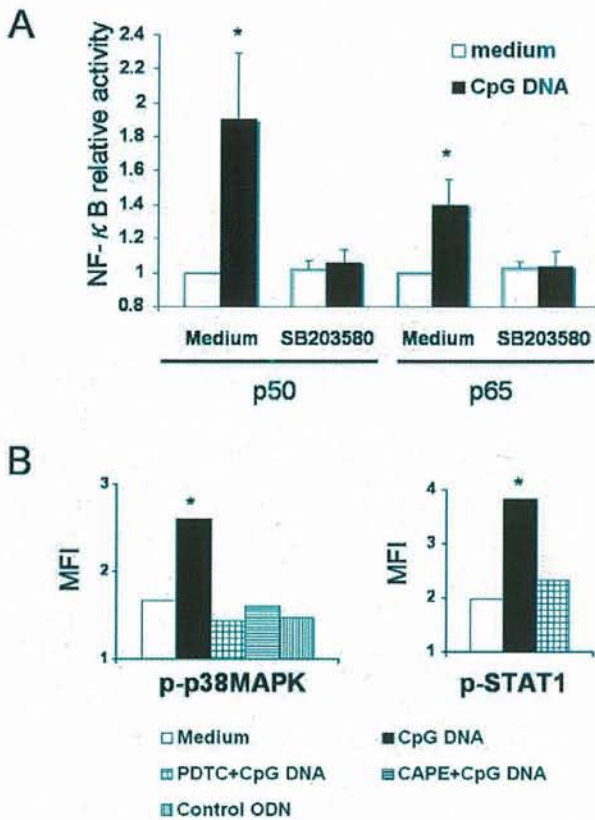 A
NF-κ B relative activity
2.4
2.2
2
1.8
1.6
1.4
1.2
1
0.8
*
*
medium
CpG DNA
Medium SB203580 Medium SB203580
p50 p65
B
MFI
3
2
1
*
p-p38MAPK
MFI
4
3
2
1
*
p-STAT1
Medium CpG DNA
PDTC+CpG DNA CAPE+CpG DNA
Control ODN